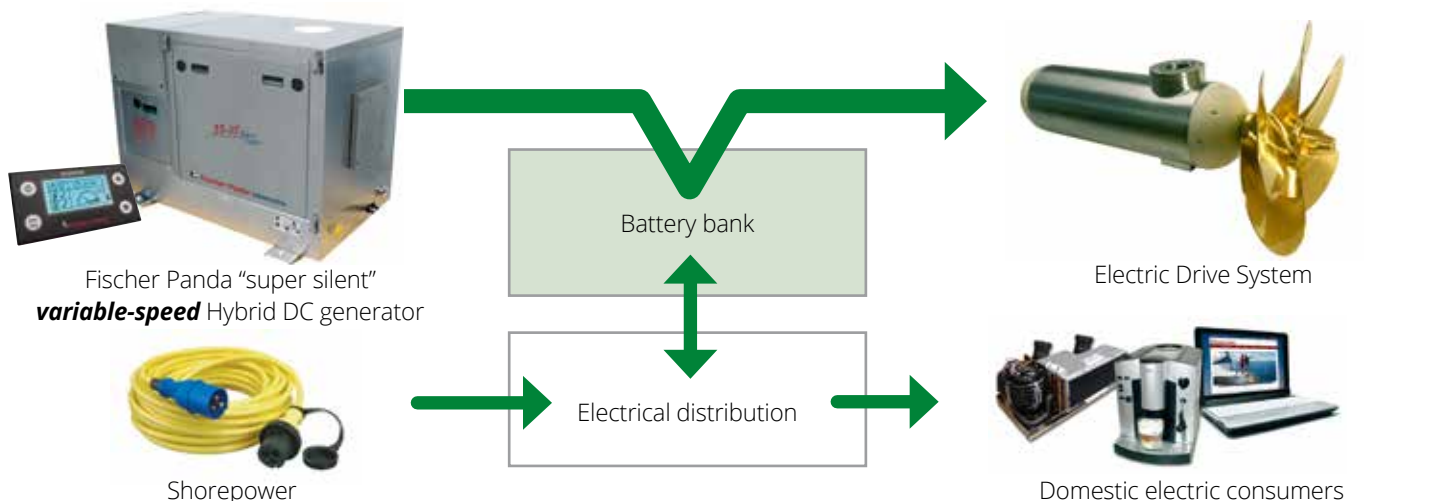 Battery bank
Fischer Panda “super silent”
variable-speed Hybrid DC generator
Electric Drive System
Electrical distribution
Shorepower
Domestic electric consumers